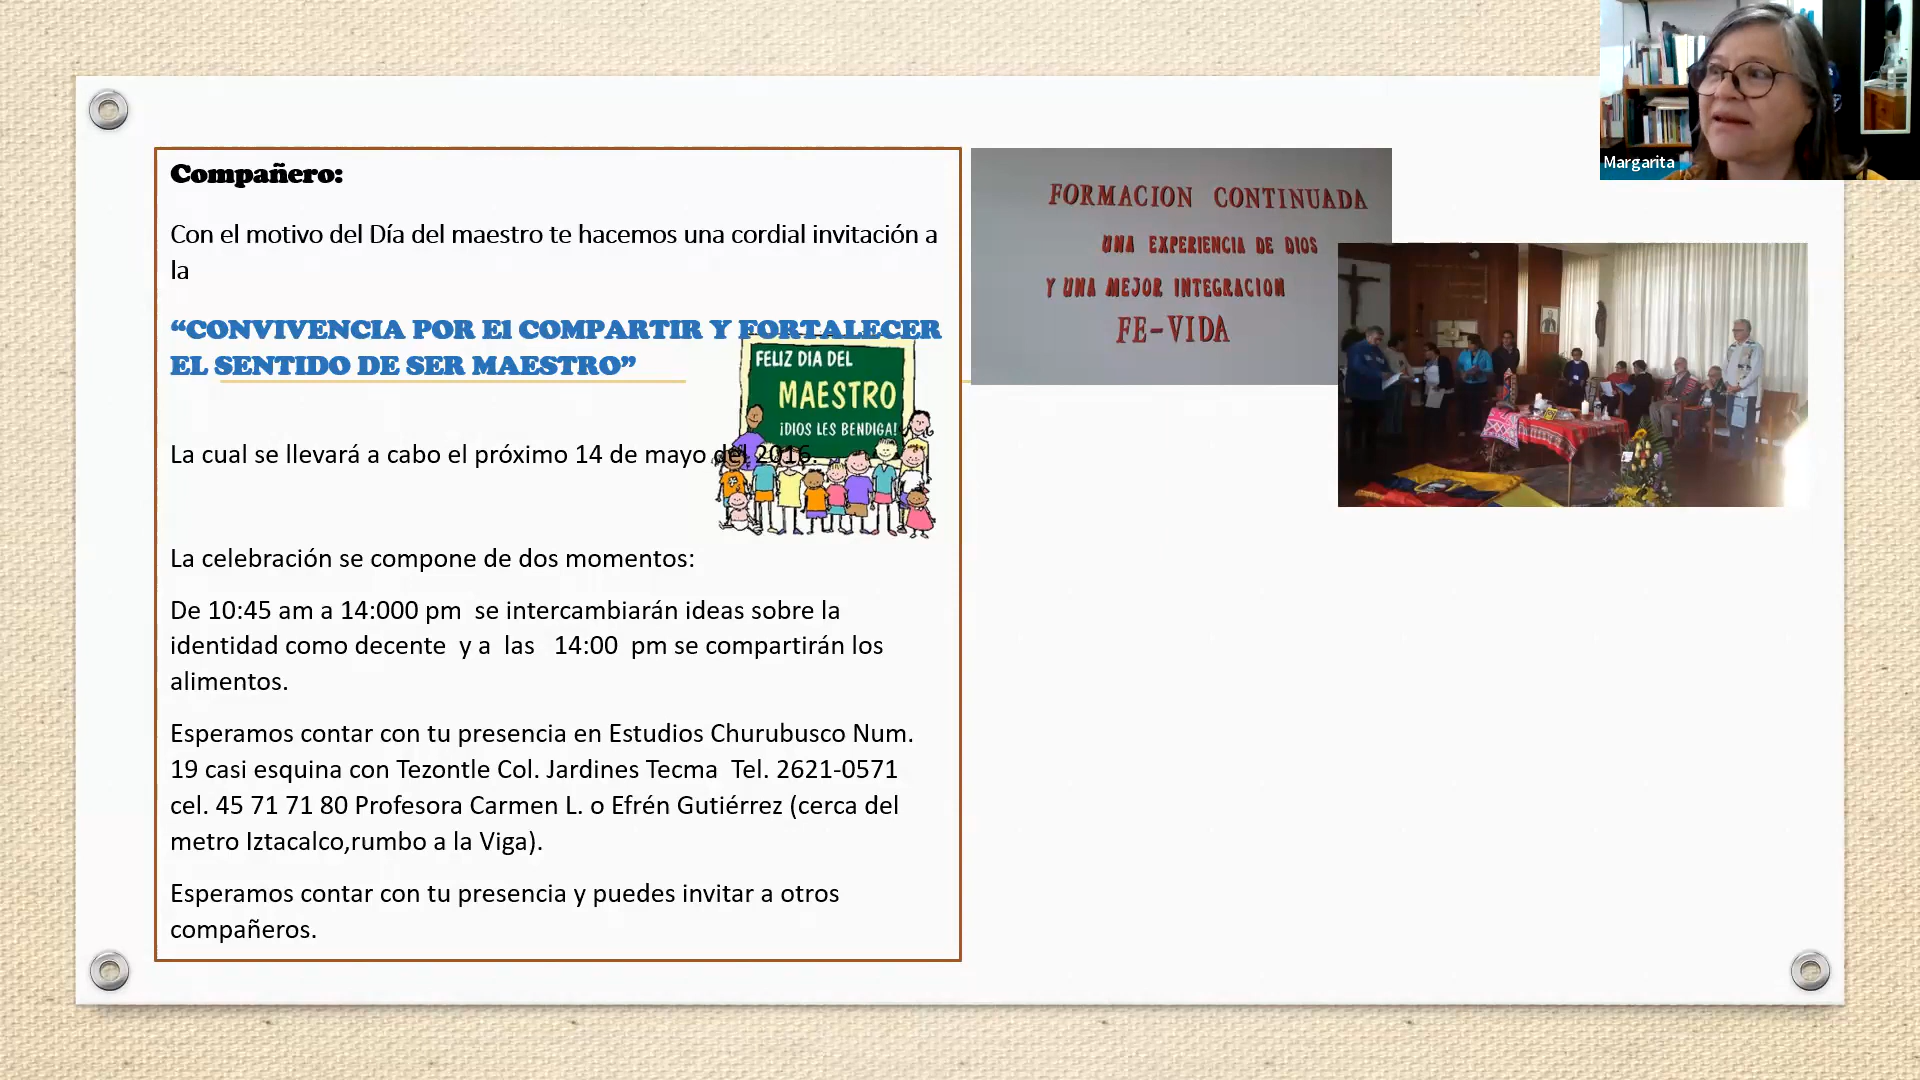 Compañero:
Con el motivo del Día del maestro te hacemos una cordial invitación a
la
“CONVIVENCIA POR El COMPARTIR Y FORTALECER
EL SENTIDO DE SER MAESTRO”
FELIZ DIA DEL
MAESTRO
¡DIOS LES BENDIGA!
La cual se llevará a cabo el próximo 14 de mayo del 2016.
La celebración se compone de dos momentos:
De 10:45 am a 14:000 pm se intercambiarán ideas sobre la
identidad como decente y a las 14:00 pm se compartirán los
alimentos.
Esperamos contar con tu presencia en Estudios Churubusco Num.
19 casi esquina con Tezontle Col. Jardines Tecma Tel. 2621-0571
cel. 45 71 71 80 Profesora Carmen L. o Efrén Gutiérrez (cerca del
metro Iztacalco,rumbo a la Viga).
Esperamos contar con tu presencia y puedes invitar a otros
compañeros.
FORMACION CONTINUADA
UNA EXPERIENCIA DE DIOS
Y UNA MEJOR INTEGRACION
FE-VIDA
Margarita